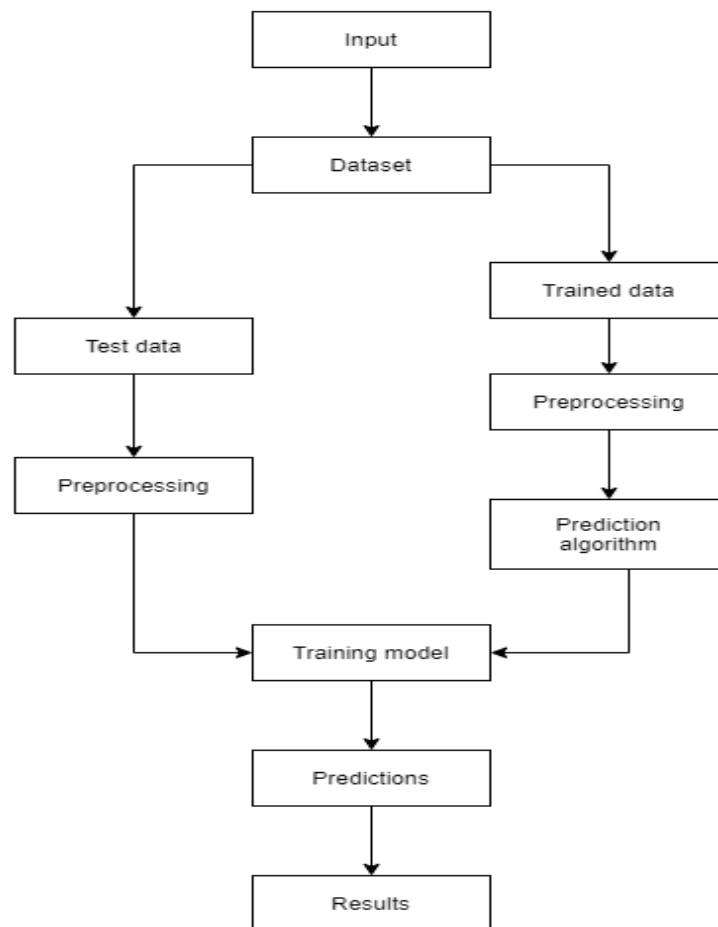 Input
Dataset
Trained data
Test data
Preprocessing
Preprocessing
Prediction
algorithm
Training model
Predictions
Results